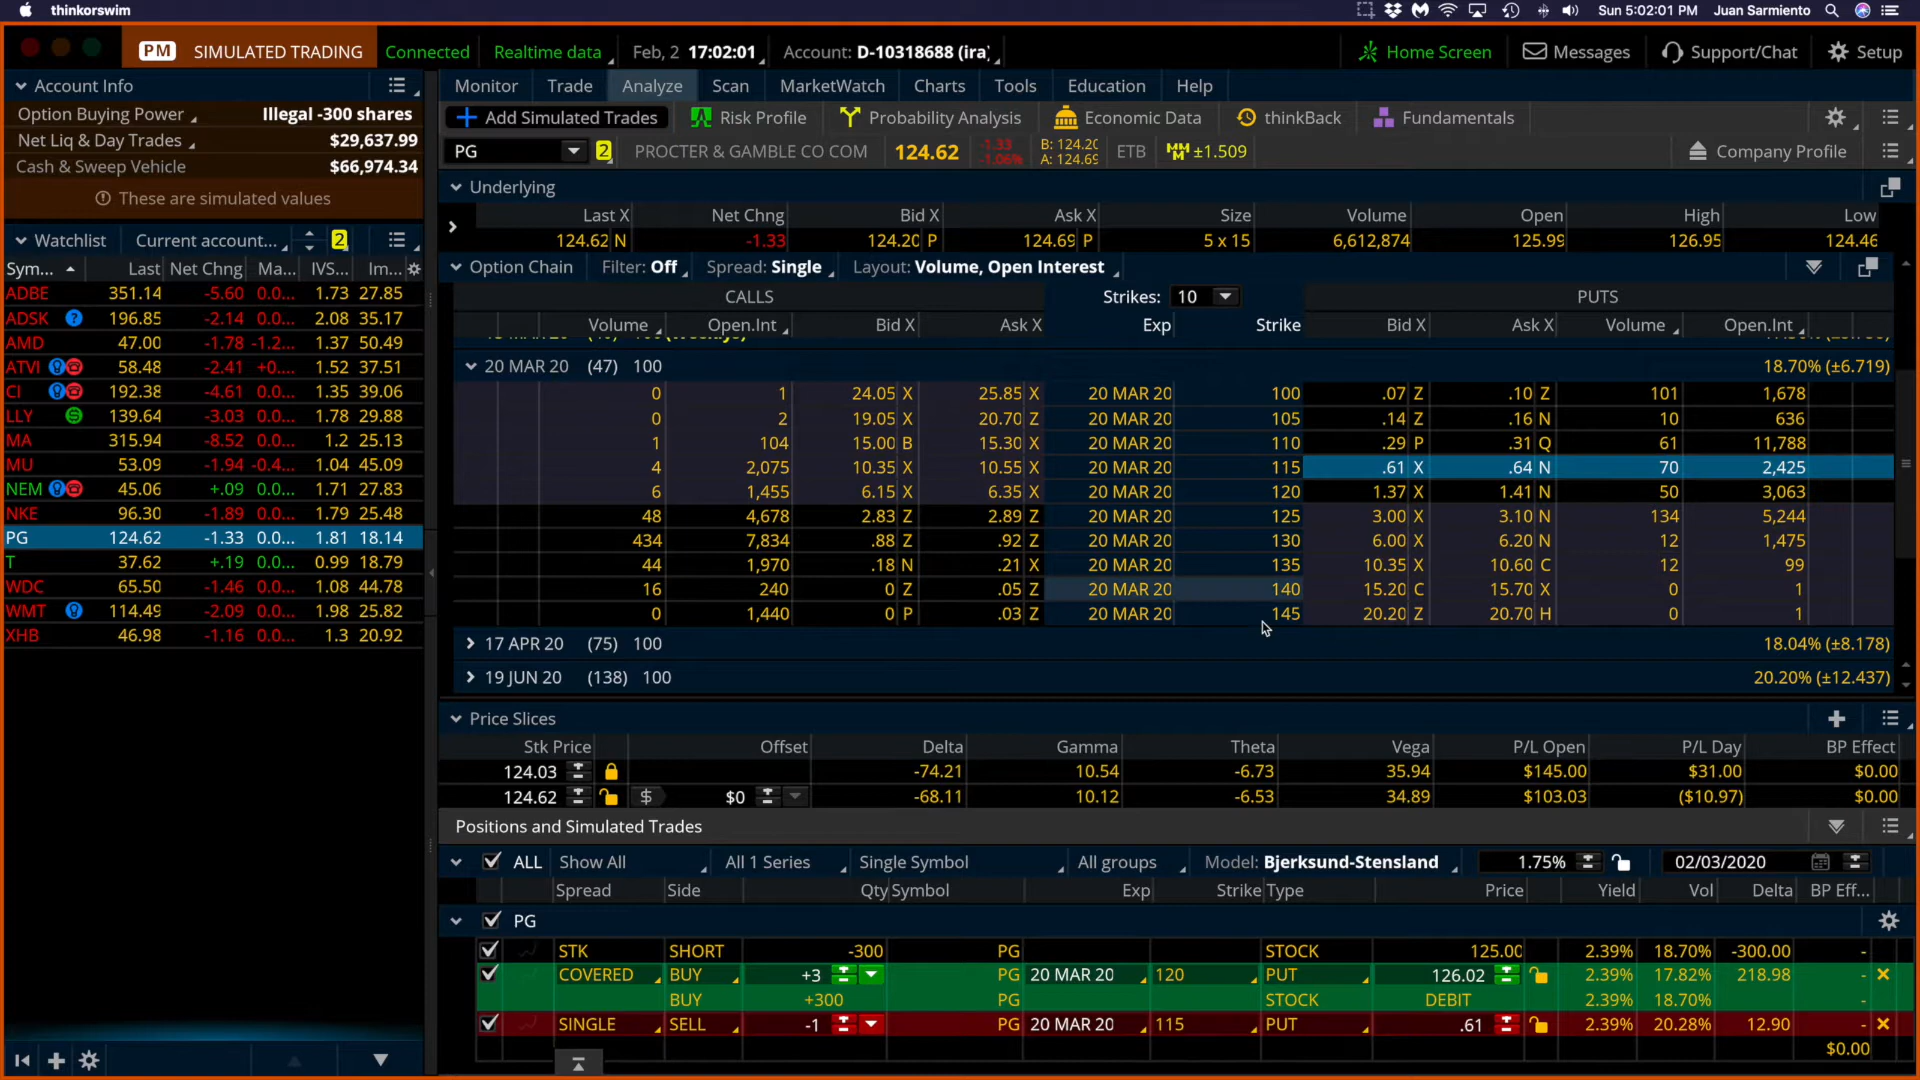 thinkorswim Sun 5:02:01 PM Juan Sarmiento
PM SIMULATED TRADING Connected Realtime data Feb, 2 17:02:01 Account: D-10318688 (ira) Home Screen Messages Support/Chat Setup
Account Info
Option Buying Power Illegal -300 shares
Net Liq & Day Trades $29,637.99
Cash & Sweep Vehicle $66,974.34
These are simulated values
Watchlist Current account... 2
Sym... Last Net Chng Ma... IVS... Im...
ADBE 351.14 -5.60 0.0... 1.73 27.85
ADSK 196.85 -2.14 0.0... 2.08 35.17
AMD 47.00 -1.78 -1.2... 1.37 50.49
ATVI 58.48 -2.41 +0.... 1.52 37.51
CI 192.38 -4.61 0.0... 1.35 39.06
LLY 139.64 -3.03 0.0... 1.78 29.88
MA 315.94 -8.52 0.0... 1.2 25.13
MU 53.09 -1.94 -0.4... 1.04 45.09
NEM 45.06 +.09 0.0... 1.71 27.83
NKE 96.30 -1.89 0.0... 1.79 25.48
PG 124.62 -1.33 0.0... 1.81 18.14
T 37.62 +.19 0.0... 0.99 18.79
WDC 65.50 -1.46 0.0... 1.08 44.78
WMT 114.49 -2.09 0.0... 1.98 25.82
XHB 46.98 -1.16 0.0... 1.3 20.92
Monitor Trade Analyze Scan MarketWatch Charts Tools Education Help
Add Simulated Trades Risk Profile Probability Analysis Economic Data thinkBack Fundamentals
PG 2 PROCTER & GAMBLE CO COM 124.62 -1.33 -1.06% B: 124.20 A: 124.69 ETB ±1.509 Company Profile
Underlying
Last X Net Chng Bid X Ask X Size Volume Open High Low
124.62 N -1.33 124.20 P 124.69 P 5 x 15 6,612,874 125.99 126.95 124.46
Option Chain Filter: Off Spread: Single Layout: Volume, Open Interest
CALLS Strikes: 10 PUTS
Volume Open.Int Bid X Ask X Exp Strike Bid X Ask X Volume Open.Int
20 MAR 20 (47) 100 18.70% (±6.719)
0 1 24.05 X 25.85 X 20 MAR 20 100 .07 Z .10 Z 101 1,678
0 2 19.05 X 20.70 Z 20 MAR 20 105 .14 Z .16 N 10 636
1 104 15.00 B 15.30 X 20 MAR 20 110 .29 P .31 Q 61 11,788
4 2,075 10.35 X 10.55 X 20 MAR 20 115 .61 X .64 N 70 2,425
6 1,455 6.15 X 6.35 X 20 MAR 20 120 1.37 X 1.41 N 50 3,063
48 4,678 2.83 Z 2.89 Z 20 MAR 20 125 3.00 X 3.10 N 134 5,244
434 7,834 .88 Z .92 Z 20 MAR 20 130 6.00 X 6.20 N 12 1,475
44 1,970 .18 N .21 X 20 MAR 20 135 10.35 X 10.60 C 12 99
16 240 0 Z .05 Z 20 MAR 20 140 15.20 C 15.70 X 0 1
0 1,440 0 P .03 Z 20 MAR 20 145 20.20 Z 20.70 H 0 1
17 APR 20 (75) 100 18.04% (±8.178)
19 JUN 20 (138) 100 20.20% (±12.437)
Price Slices
Stk Price Offset Delta Gamma Theta Vega P/L Open P/L Day BP Effect
124.03 -74.21 10.54 -6.73 35.94 $145.00 $31.00 $0.00
124.62 $ $0 -68.11 10.12 -6.53 34.89 $103.03 ($10.97) $0.00
Positions and Simulated Trades
ALL Show All All 1 Series Single Symbol All groups Model: Bjerksund-Stensland 1.75% 02/03/2020
Spread Side Qty Symbol Exp Strike Type Price Yield Vol Delta BP Eff...
PG
STK SHORT -300 PG STOCK 125.00 2.39% 18.70% -300.00 -
COVERED BUY +3 PG 20 MAR 20 120 PUT 126.02 2.39% 17.82% 218.98 -
BUY +300 PG STOCK DEBIT 2.39% 18.70% -
SINGLE SELL -1 PG 20 MAR 20 115 PUT .61 2.39% 20.28% 12.90 -
$0.00